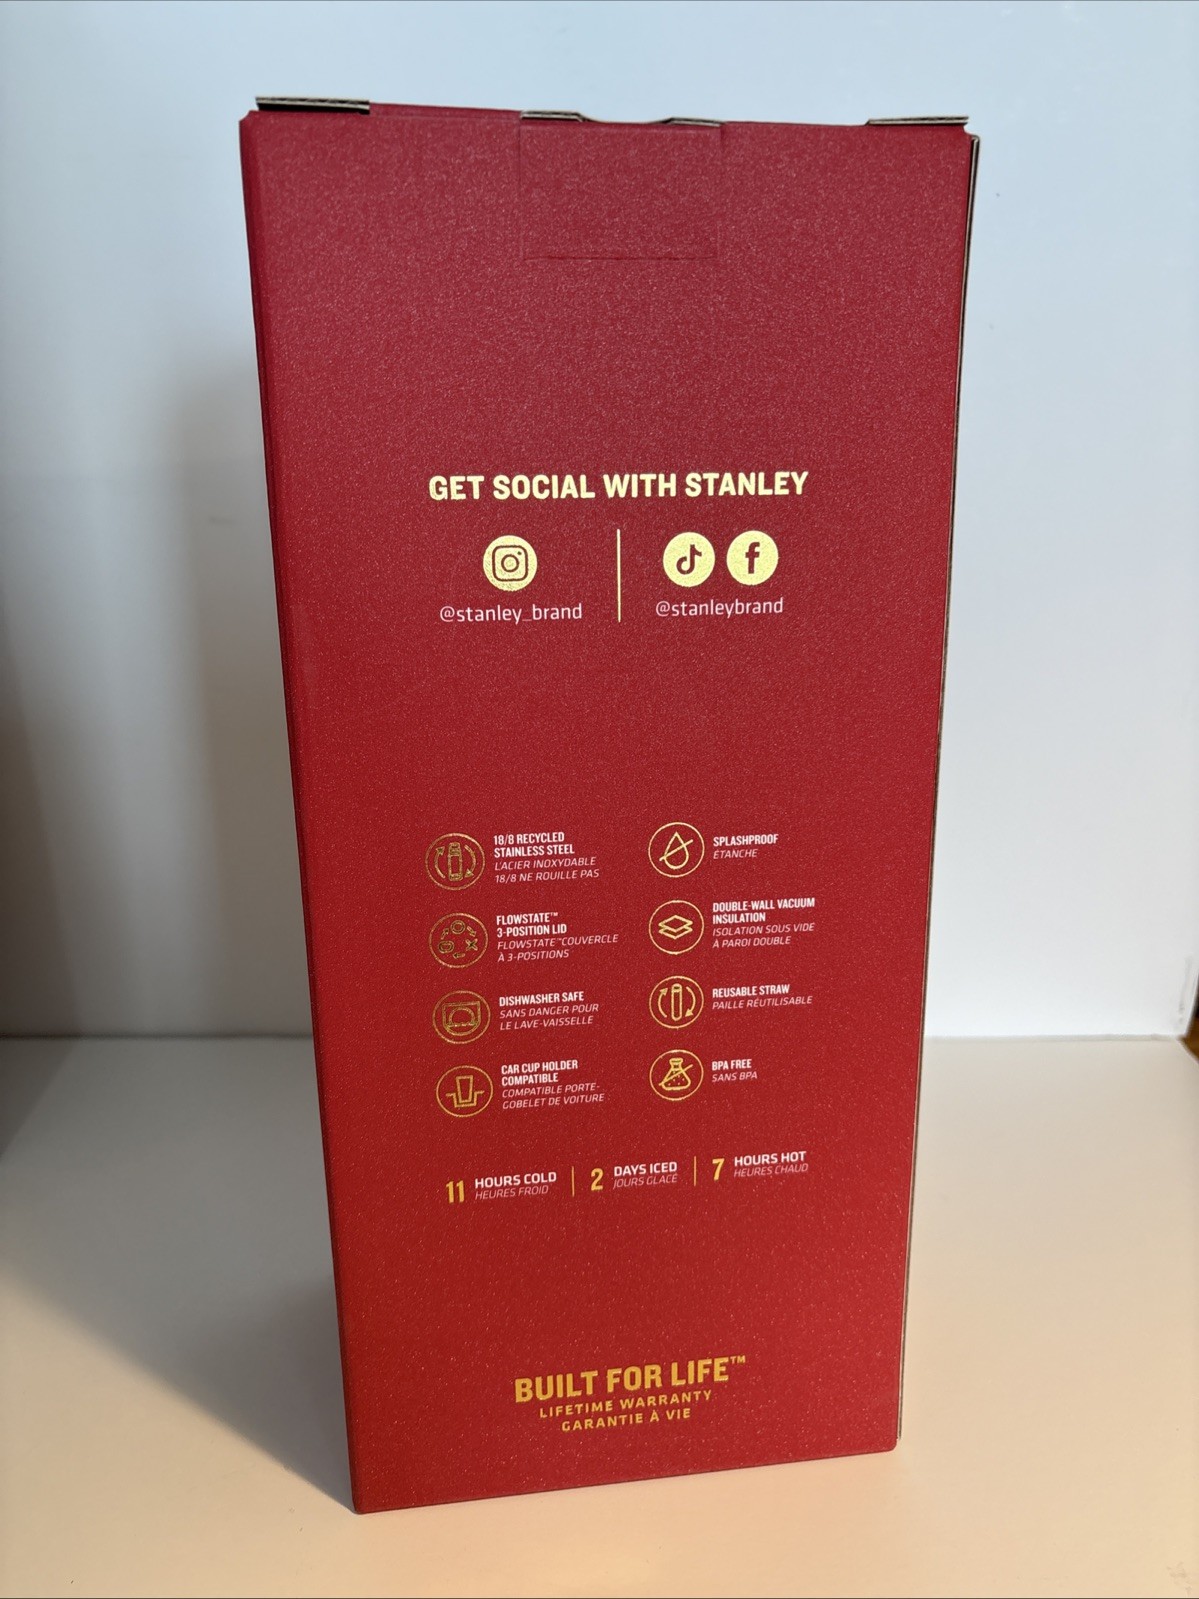 GET SOCIAL WITH STANLEY
@stanley_brand
@stanleybrand
18/8 RECYCLED
STAINLESS STEEL
L'ACIER INOXYDABLE
18/8 NE ROUILLE PAS
SPLASHPROOF
ÉTANCHE
FLOWSTATE™
3-POSITION LID
FLOWSTATE™COUVERCLE
À 3-POSITIONS
DOUBLE-WALL VACUUM
INSULATION
ISOLATION SOUS VIDE
À PAROI DOUBLE
DISHWASHER SAFE
SANS DANGER POUR
LE LAVE-VAISSELLE
REUSABLE STRAW
PAILLE RÉUTILISABLE
CAR CUP HOLDER
COMPATIBLE
COMPATIBLE PORTE-
GOBELET DE VOITURE
BPA FREE
SANS BPA
11 HOURS COLD
HEURES FROID
2 DAYS ICED
JOURS GLACÉ
7 HOURS HOT
HEURES CHAUD
BUILT FOR LIFE™
LIFETIME WARRANTY
GARANTIE À VIE